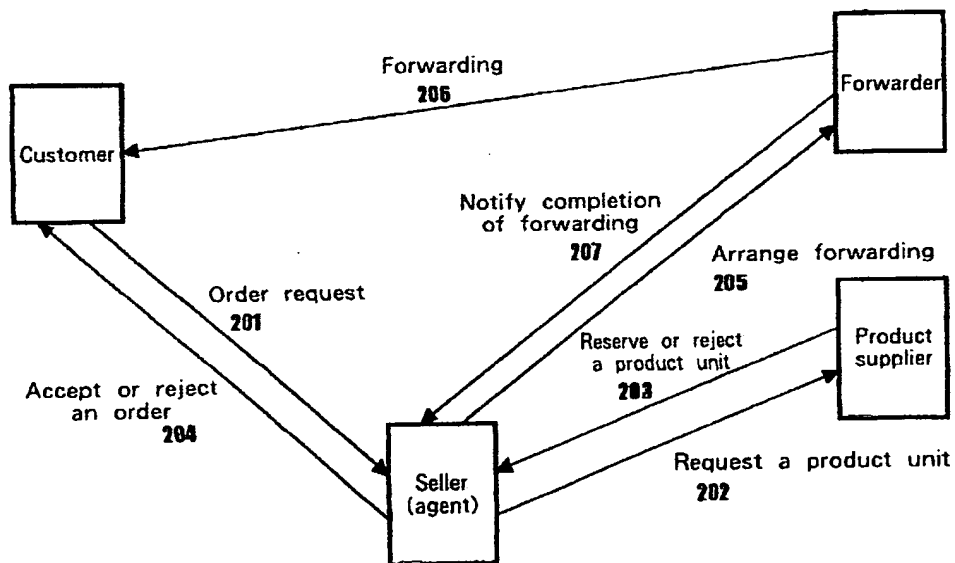 Forwarding
206
Forwarder
Customer
Notify completion
of forwarding
207
Arrange forwarding
205
Order request
201
Reserve or reject
a product unit
203
Product
supplier
Accept or reject
an order
204
Seller
(agent)
Request a product unit
202